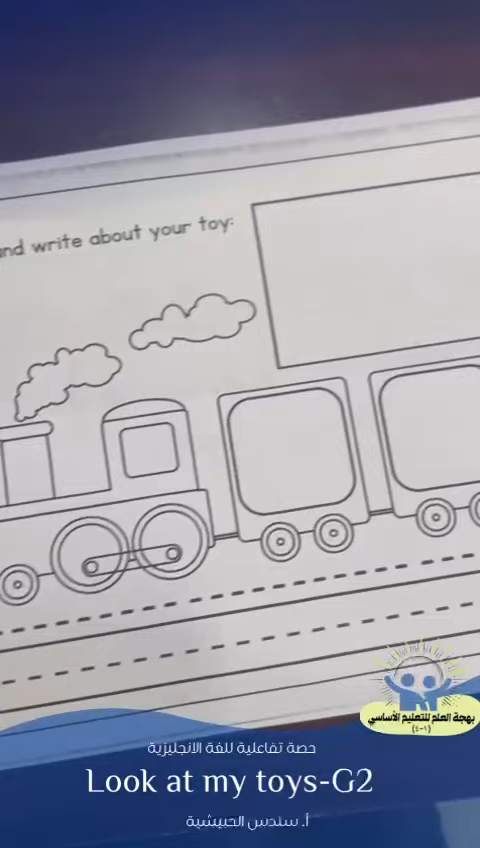 and write about your toy:
بهجة العلم للتعليم الأساسي
(١-٤)
حصة تفاعلية للغة الانجليزية
Look at my toys-G2
أ. سندس الحبيشية